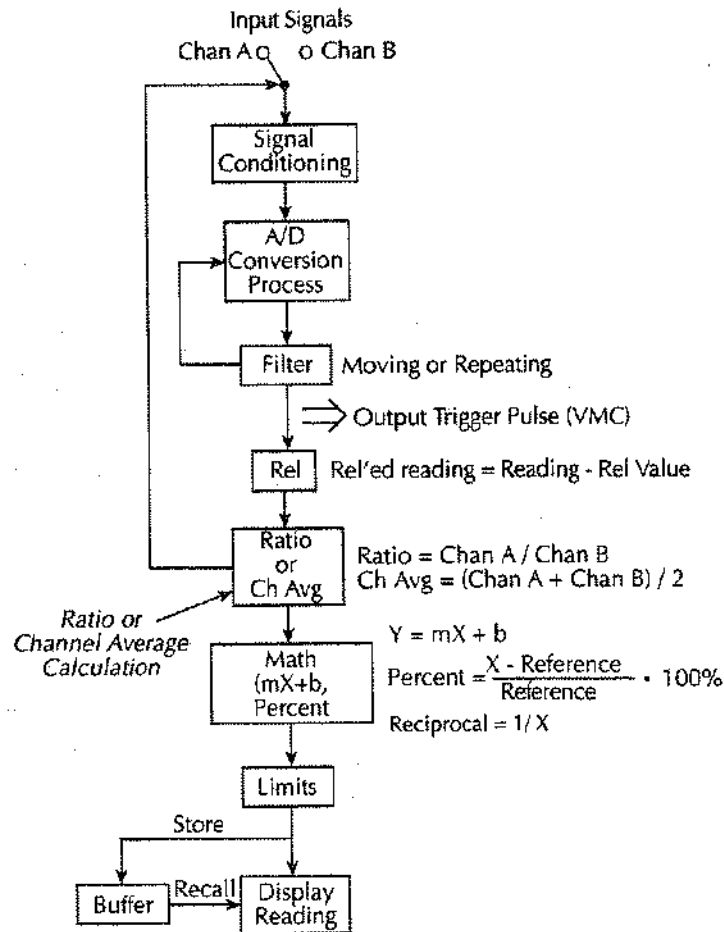 Input Signals
Chan A Chan B
Signal
Conditioning
A/D
Conversion
Process
Filter
Moving or Repeating
Output Trigger Pulse (VMC)
Rel
Rel'ed reading = Reading - Rel Value
Ratio
or
Ch Avg
Ratio = Chan A / Chan B
Ch Avg = (Chan A + Chan B) / 2
Ratio or
Channel Average
Calculation
Math
(mX+b,
Percent
Y = mX + b
Percent = X - Reference / Reference • 100%
Reciprocal = 1/X
Limits
Store
Buffer
Recall
Display
Reading